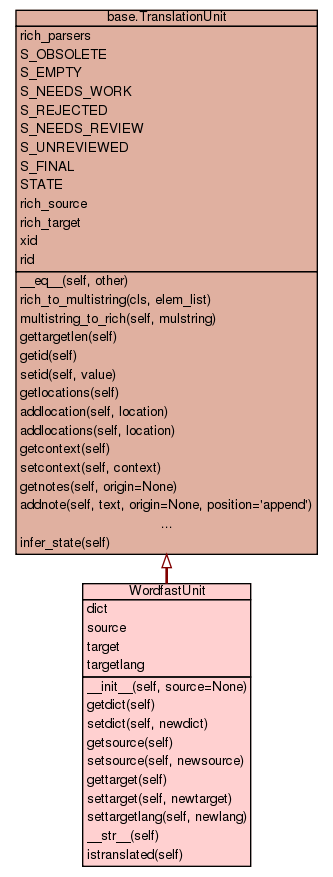 base.TranslationUnit
rich_parsers
S_OBSOLETE
S_EMPTY
S_NEEDS_WORK
S_REJECTED
S_NEEDS_REVIEW
S_UNREVIEWED
S_FINAL
STATE
rich_source
rich_target
xid
rid
__eq__(self, other)
rich_to_multistring(cls, elem_list)
multistring_to_rich(self, mulstring)
gettargetlen(self)
getid(self)
setid(self, value)
getlocations(self)
addlocation(self, location)
addlocations(self, location)
getcontext(self)
setcontext(self, context)
getnotes(self, origin=None)
addnote(self, text, origin=None, position='append')
...
infer_state(self)
WordfastUnit
dict
source
target
targetlang
__init__(self, source=None)
getdict(self)
setdict(self, newdict)
getsource(self)
setsource(self, newsource)
gettarget(self)
settarget(self, newtarget)
settargetlang(self, newlang)
__str__(self)
istranslated(self)